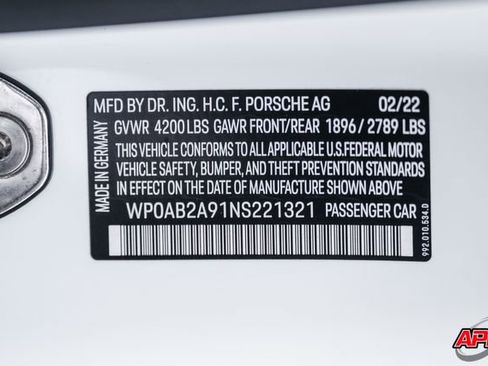 MFD BY DR. ING. H.C. F. PORSCHE AG 02/22
GVWR 4200 LBS GAWR FRONT/REAR 1896 / 2789 LBS
THIS VEHICLE CONFORMS TO ALL APPLICABLE U.S.FEDERAL MOTOR
VEHICLE SAFETY, BUMPER, AND THEFT PREVENTION STANDARDS
IN EFFECT ON THE DATE OF MANUFACTURE SHOWN ABOVE.
WP0AB2A91NS221321 PASSENGER CAR
MADE IN GERMANY
992.010.534.D